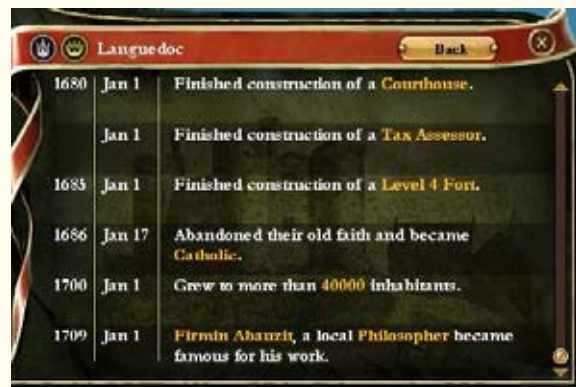 Languedoc
Back
1680 Jan 1 Finished construction of a Courthouse.
Jan 1 Finished construction of a Tax Assessor.
1685 Jan 1 Finished construction of a Level 4 Fort.
1686 Jan 17 Abandoned their old faith and became
Catholic.
1700 Jan 1 Grew to more than 40000 inhabitants.
1709 Jan 1 Firmin Abauzit, a local Philosopher became
famous for his work.